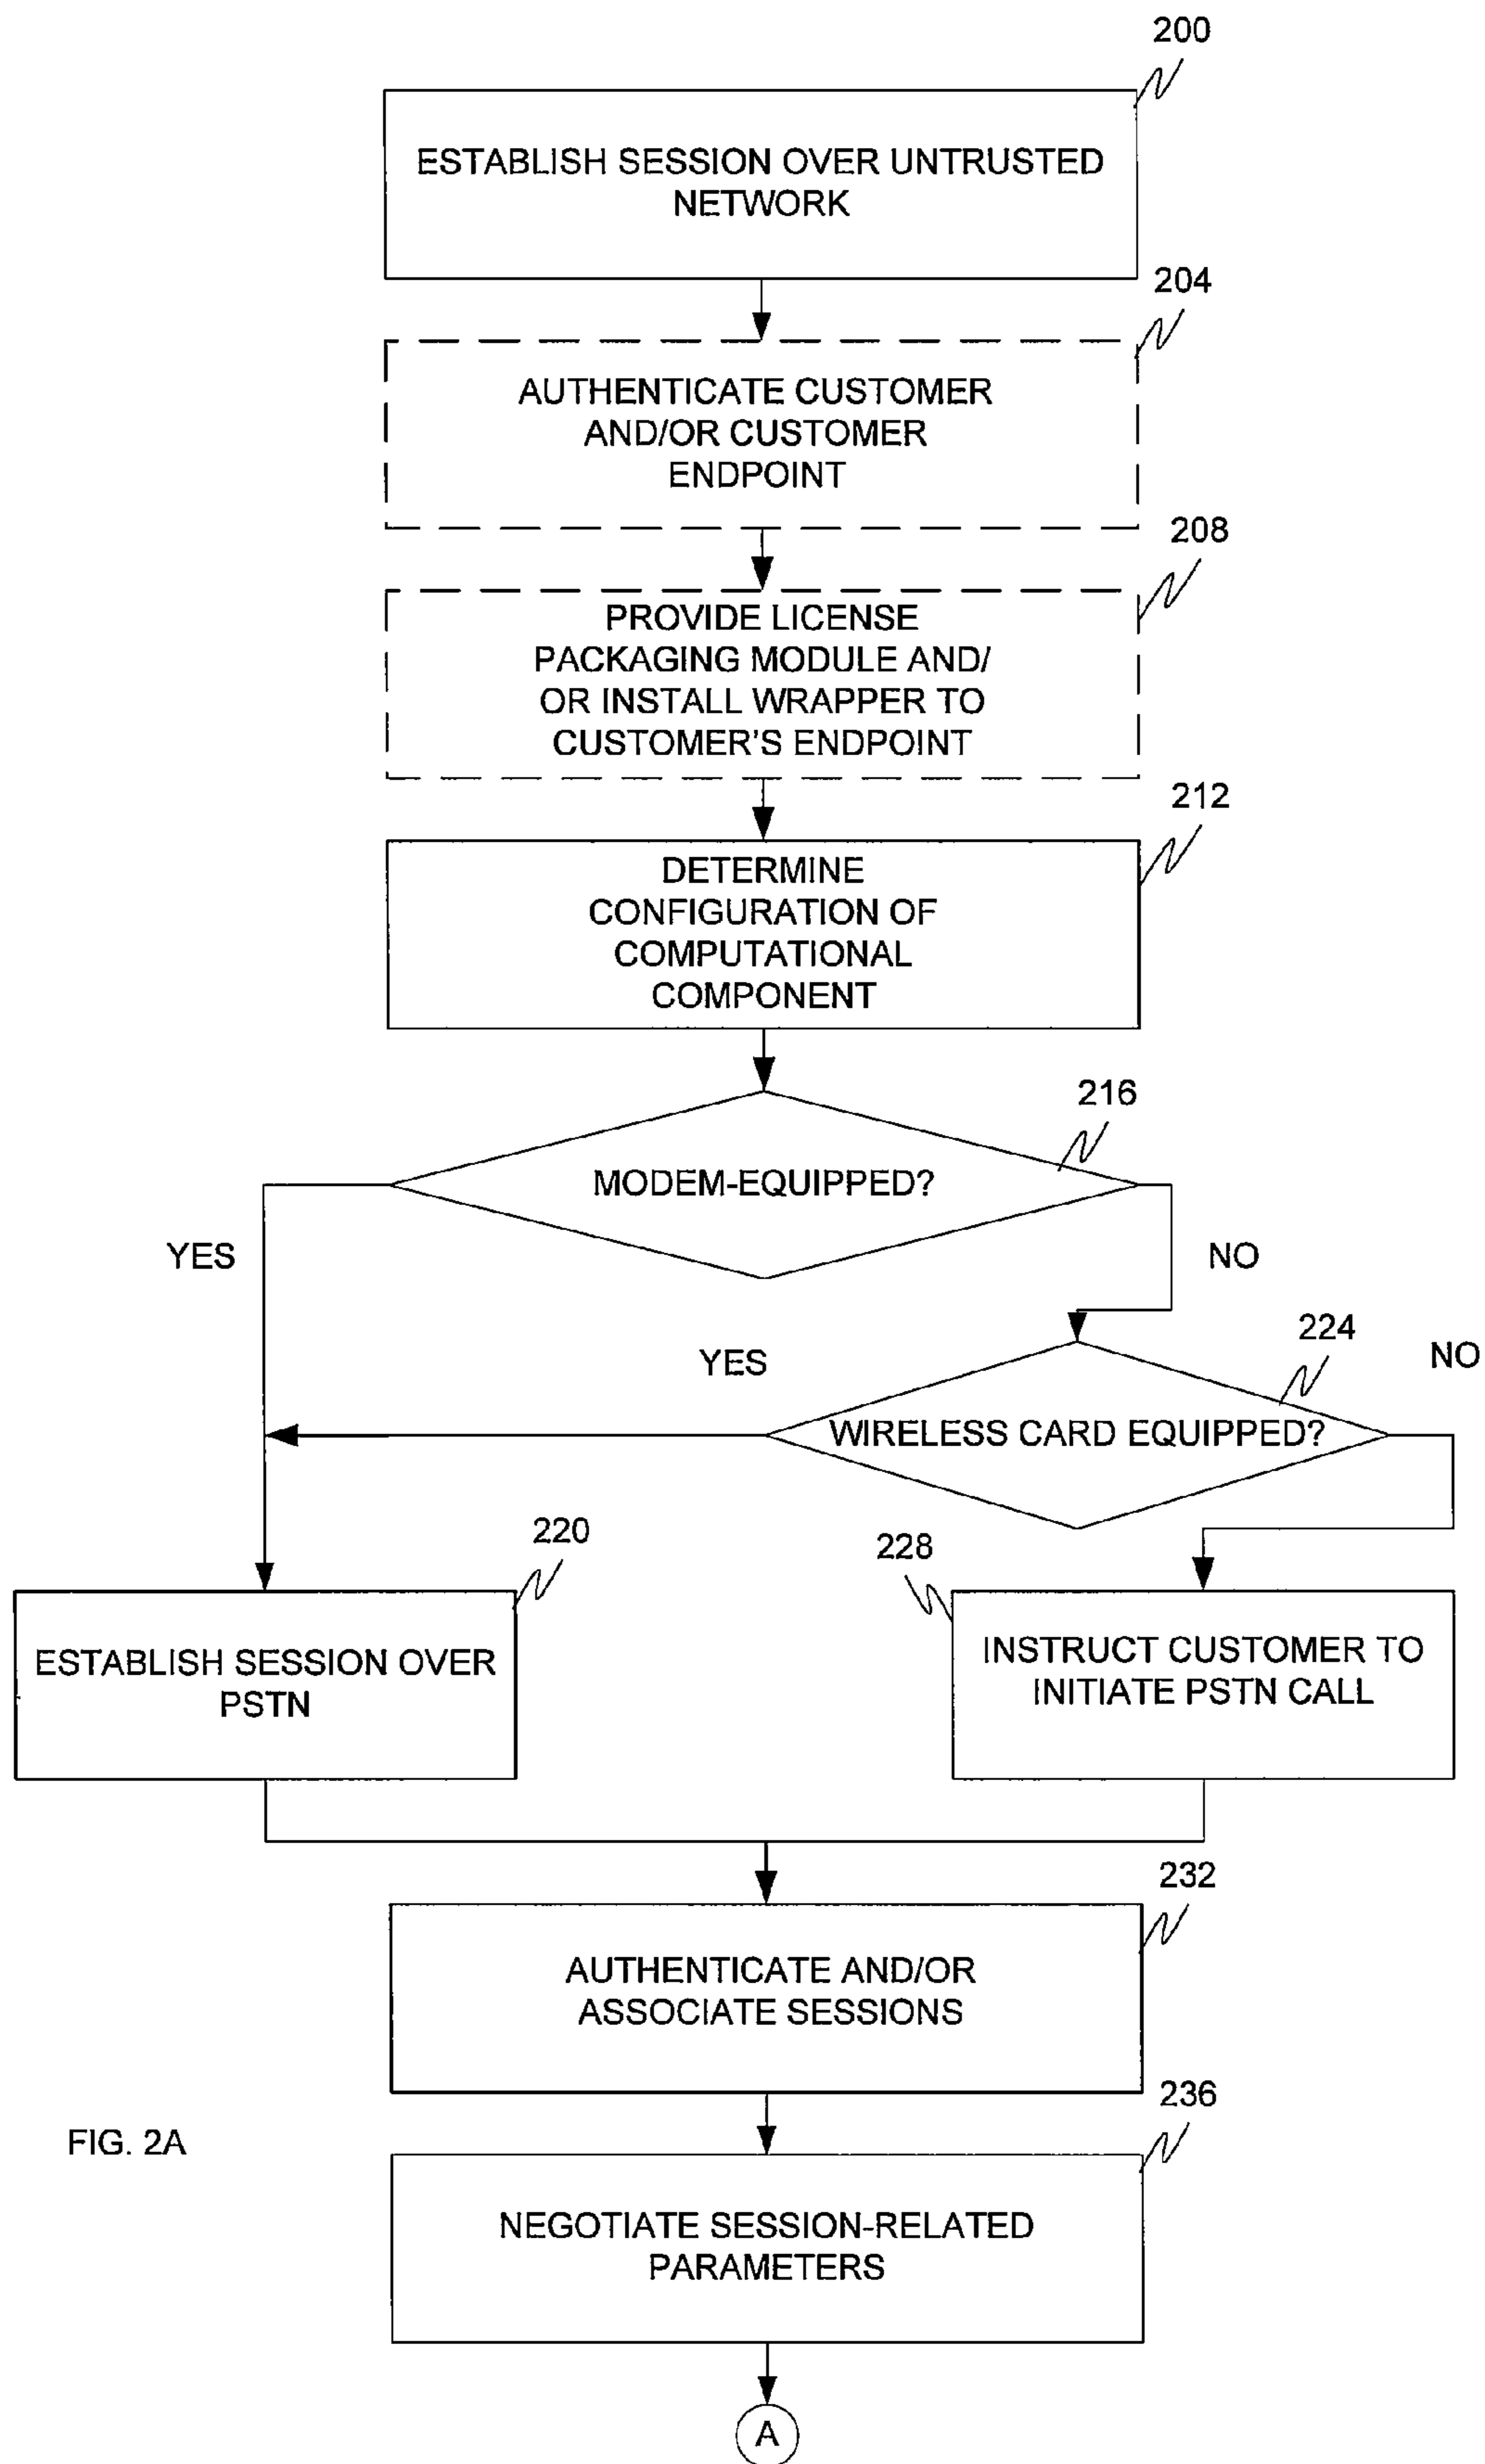 200
ESTABLISH SESSION OVER UNTRUSTED
NETWORK
204
AUTHENTICATE CUSTOMER
AND/OR CUSTOMER
ENDPOINT
208
PROVIDE LICENSE
PACKAGING MODULE AND/
OR INSTALL WRAPPER TO
CUSTOMER'S ENDPOINT
212
DETERMINE
CONFIGURATION OF
COMPUTATIONAL
COMPONENT
216
MODEM-EQUIPPED?
YES
NO
224
YES
NO
WIRELESS CARD EQUIPPED?
220
228
ESTABLISH SESSION OVER
PSTN
INSTRUCT CUSTOMER TO
INITIATE PSTN CALL
232
AUTHENTICATE AND/OR
ASSOCIATE SESSIONS
236
FIG. 2A
NEGOTIATE SESSION-RELATED
PARAMETERS
A